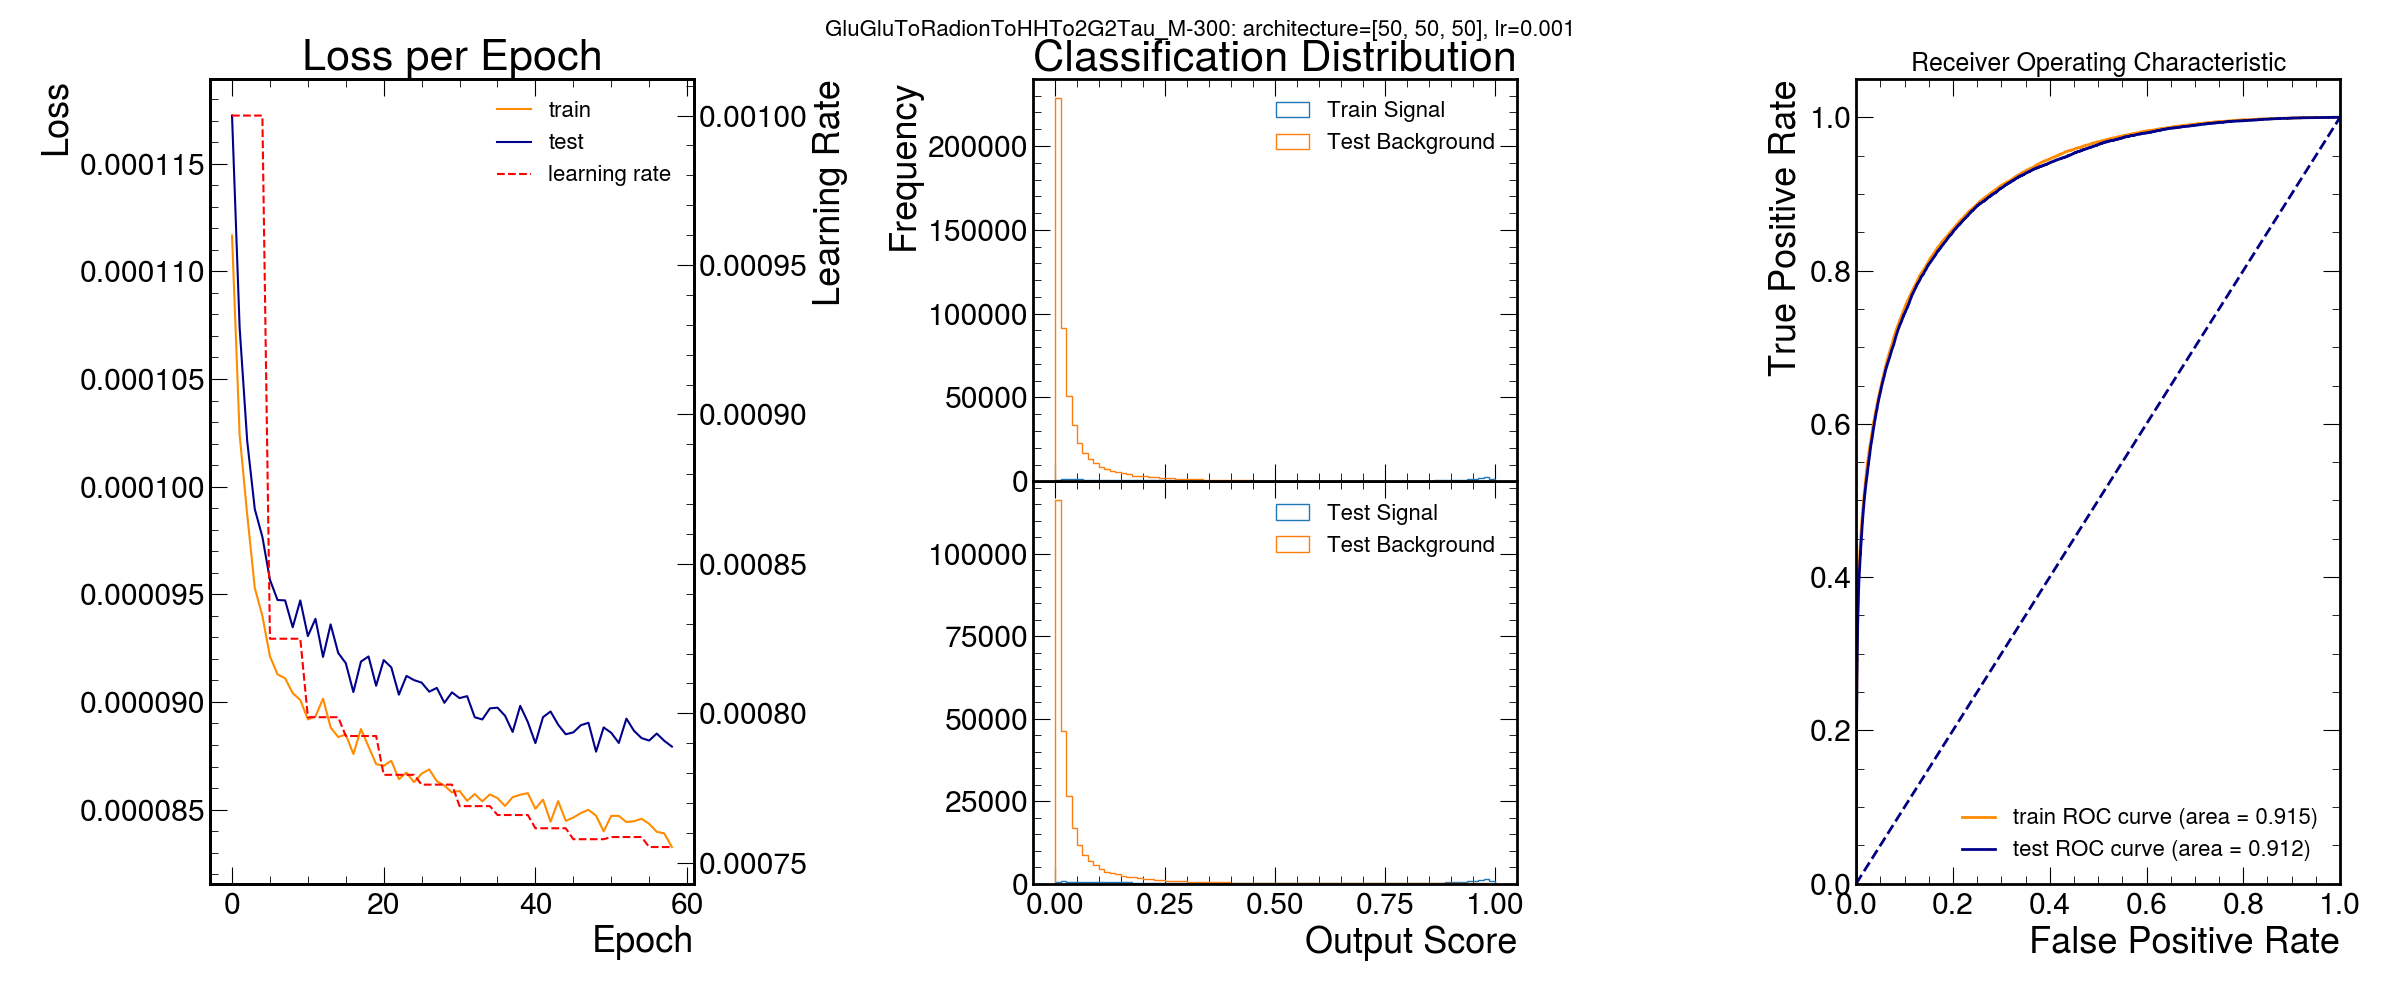 GluGluToRadionToHHTo2G2Tau_M-300: architecture=[50, 50, 50], lr=0.001
Loss per Epoch
Loss
0.000115
0.000110
0.000105
0.000100
0.000095
0.000090
0.000085
train
test
learning rate
0.00100
0.00095
0.00090
0.00085
0.00080
0.00075
Learning Rate
0 20 40 60
Epoch
Classification Distribution
Frequency
200000
150000
100000
50000
0
Train Signal
Test Background
100000
75000
50000
25000
0
Test Signal
Test Background
0.00 0.25 0.50 0.75 1.00
Output Score
Receiver Operating Characteristic
True Positive Rate
1.0
0.8
0.6
0.4
0.2
0.0
train ROC curve (area = 0.915)
test ROC curve (area = 0.912)
0.0 0.2 0.4 0.6 0.8 1.0
False Positive Rate